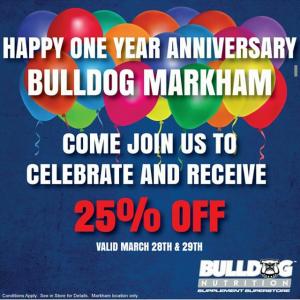 HAPPY ONE YEAR ANNIVERSARY
BULLDOG MARKHAM
COME JOIN US TO
CELEBRATE AND RECEIVE
25% OFF
VALID MARCH 28TH & 29TH
BULLDOG
NUTRITION
SUPPLEMENT SUPERSTORE
Conditions Apply. See in Store for Details. Markham location only.